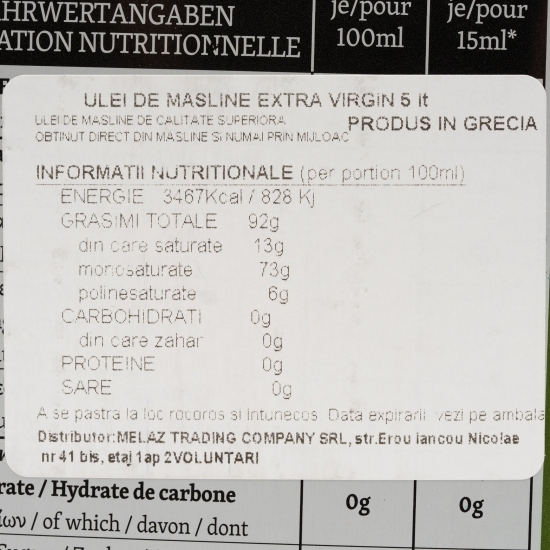 ÄHRWERTANGABEN
ATION NUTRITIONNELLE
je/pour
100ml
je/pour
15ml*
ULEI DE MASLINE EXTRA VIRGIN 5 lt
ULEI DE MASLINE DE CALITATE SUPERIORA
OBTINUT DIRECT DIN MASLINE SI NUMAI PRIN MIJLOAC
PRODUS IN GRECIA
INFORMATII NUTRITIONALE (per portion 100ml)
ENERGIE 3467Kcal / 828 Kj
GRASIMI TOTALE 92g
din care saturate 13g
monosaturate 73g
polinesaturate 6g
CARBOHIDRATI 0g
din care zahar 0g
PROTEINE 0g
SARE 0g
A se pastra la loc racoros si intunecos Data expirarii vezi pe ambala
Distribuitor:MELAZ TRADING COMPANY SRL, str.Erou Iancou Nicolae
nr 41 bis, etaj 1ap 2VOLUNTARI
rate / Hydrate de carbone 0g 0g
ίων / of which / davon / dont